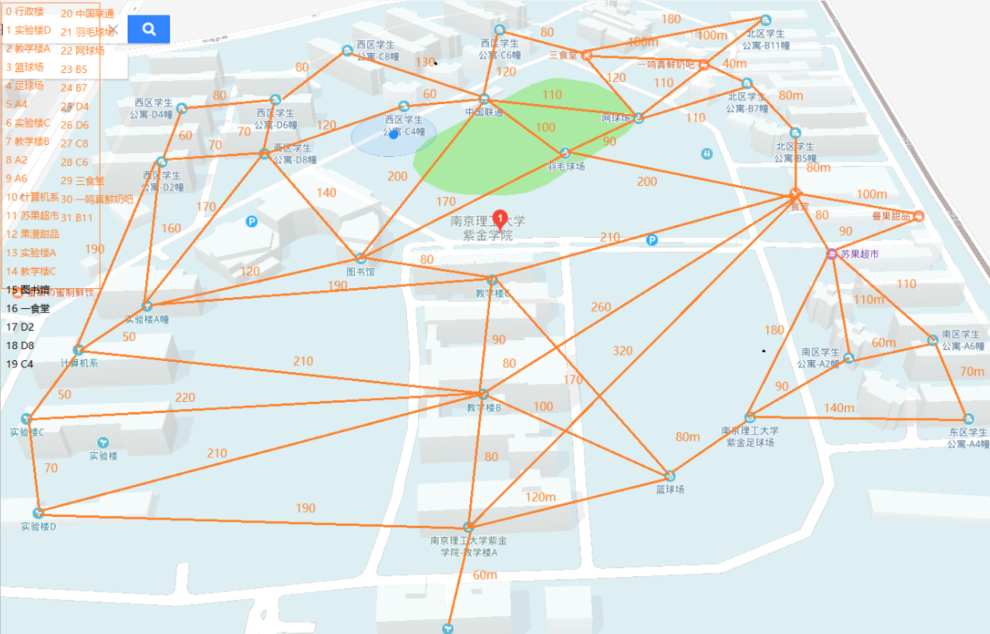 0 行政楼
20 中国联通
1 实验楼D
21 羽毛球场
2 教学楼A
22 网球场
3 篮球场
23 B5
4 足球场
24 B7
5 A4
25 D4
6 实验楼C
26 D6
7 教学楼B
27 C8
8 A2
28 C6
9 A6
29 三食堂
10 计算机系
30 一鸣真鲜奶吧
11 苏果超市
31 B11
12 果漫甜品
13 实验楼A
14 教学楼C
15 图书馆
16 一食堂
17 D2
18 D8
19 C4
180
北区学生
公寓-B11幢
西区学生
公寓-C6幢
80
三食堂
100m
100m
西区学生
公寓-C8幢
130
一鸣真鲜奶吧
40m
80
120
120
110
北区学生
公寓-B7幢
80m
80
60
110
西区学生
公寓-D4幢
西区学生
公寓-D6幢
中国联通
网球场
110
西区学生
公寓-C4幢
120
100
60
70
90
北区学生
公寓-B5幢
70
西区学生
公寓-D8幢
羽毛球场
西区学生
公寓-D2幢
80m
200
200
140
100m
170
170
食堂
80
曼果甜品
南京理工大学
紫金学院
1
160
210
90
190
苏果超市
80
120
图书馆
190
教学楼C
110
110m
实验楼A幢
260
50
90
180
320
南区学生
公寓-A6幢
60m
南区学生
公寓-A2幢
计算机系
210
80
170
70m
90
50
220
教学楼B
100
140m
实验楼C
80m
南京理工大学
紫金足球场
东区学生
公寓-A4幢
实验楼
210
80
70
篮球场
120m
190
实验楼D
南京理工大学紫金
学院-教学楼A
60m